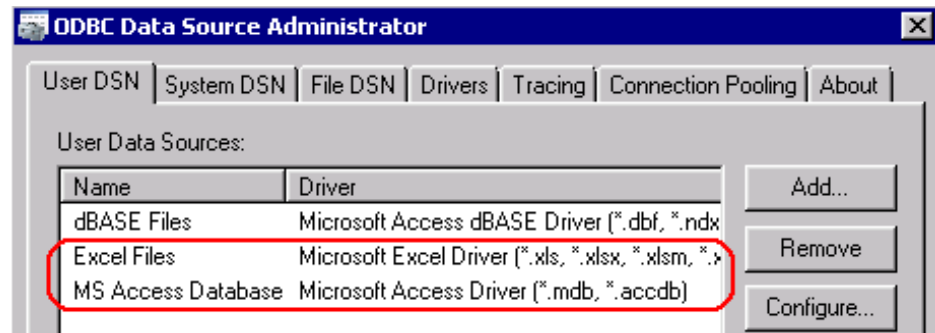 ODBC Data Source Administrator
User DSN System DSN File DSN Drivers Tracing Connection Pooling About
User Data Sources:
Name Driver Add...
dBASE Files Microsoft Access dBASE Driver (*.dbf, *.ndx
Excel Files Microsoft Excel Driver (*.xls, *.xlsx, *.xlsm, *.x Remove
MS Access Database Microsoft Access Driver (*.mdb, *.accdb)
Configure...